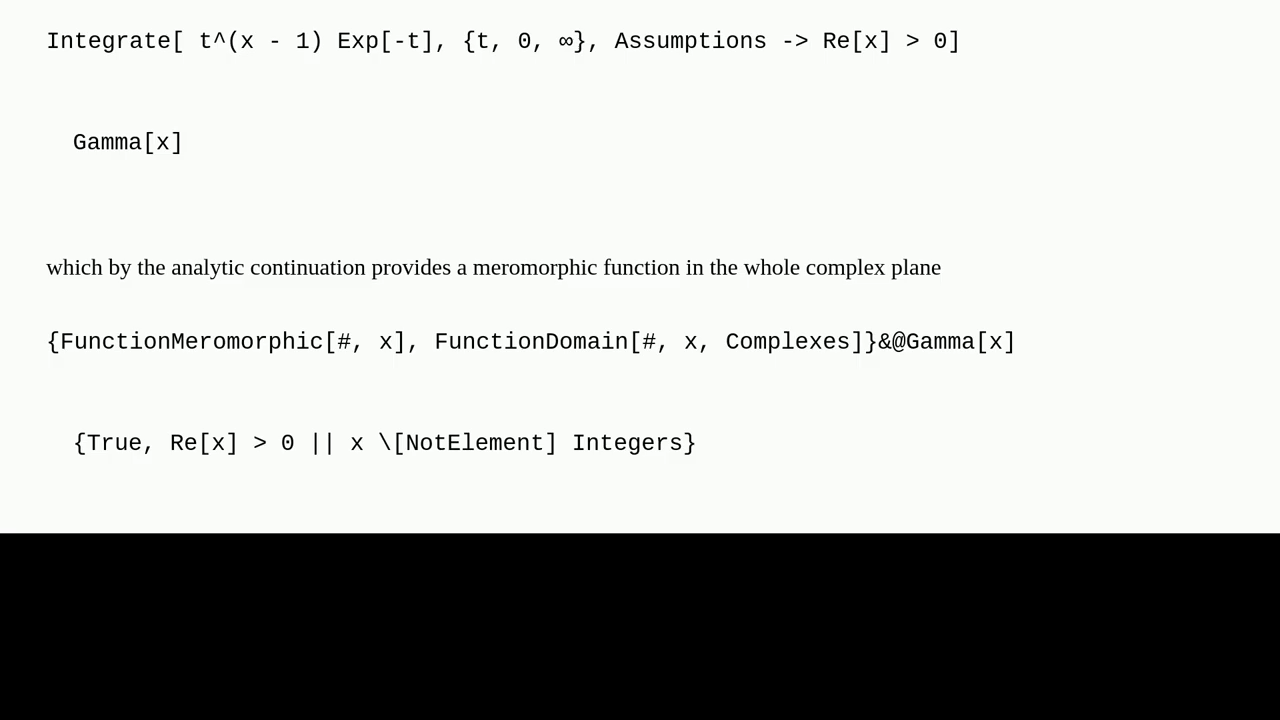 Integrate[ t^(x - 1) Exp[-t], {t, 0, ∞}, Assumptions -> Re[x] > 0]
Gamma[x]
which by the analytic continuation provides a meromorphic function in the whole complex plane
{FunctionMeromorphic[#, x], FunctionDomain[#, x, Complexes]}&@Gamma[x]
{True, Re[x] > 0 || x \[NotElement] Integers}